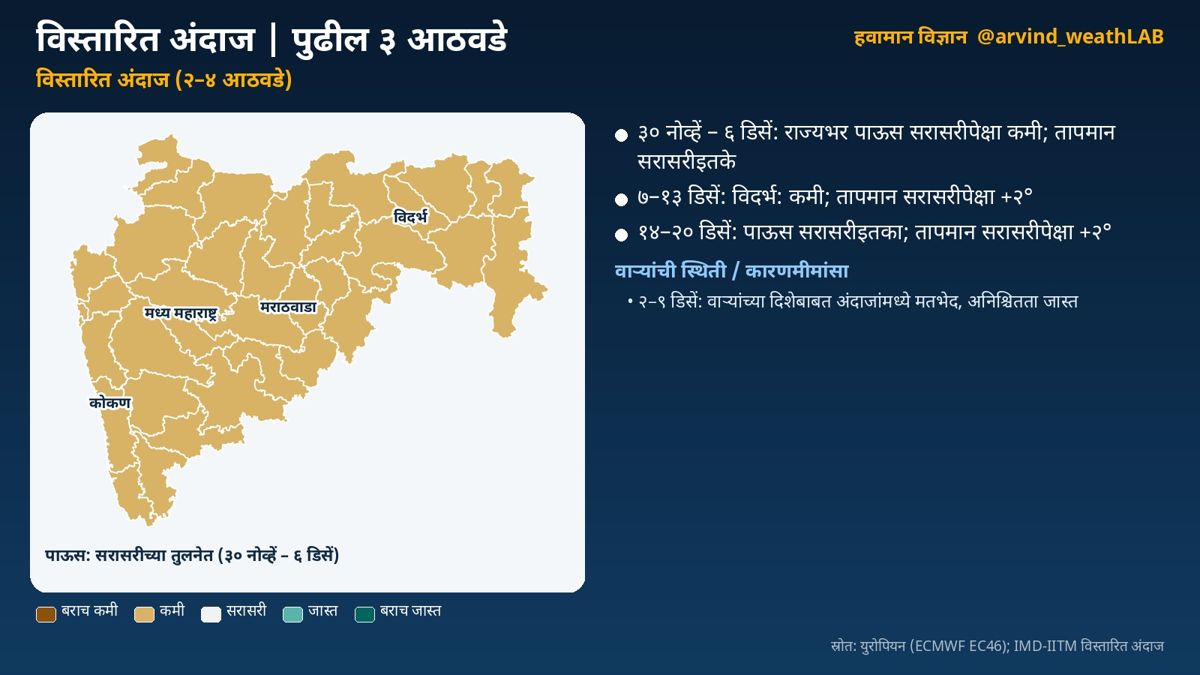 विस्तारित अंदाज | पुढील ३ आठवडे
हवामान विज्ञान @arvind_weathLAB
विस्तारित अंदाज (२–४ आठवडे)
विदर्भ
मराठवाडा
मध्य महाराष्ट्र
कोकण
पाऊस: सरासरीच्या तुलनेत (३० नोव्हें – ६ डिसें)
बराच कमी
कमी
सरासरी
जास्त
बराच जास्त
● ३० नोव्हें – ६ डिसें: राज्यभर पाऊस सरासरीपेक्षा कमी; तापमान
सरासरीइतके
● ७–१३ डिसें: विदर्भ: कमी; तापमान सरासरीपेक्षा +२°
● १४–२० डिसें: पाऊस सरासरीइतका; तापमान सरासरीपेक्षा +२°
वाऱ्यांची स्थिती / कारणमीमांसा
• २–९ डिसें: वाऱ्यांच्या दिशेबाबत अंदाजांमध्ये मतभेद, अनिश्चितता जास्त
स्रोत: युरोपियन (ECMWF EC46); IMD-IITM विस्तारित अंदाज